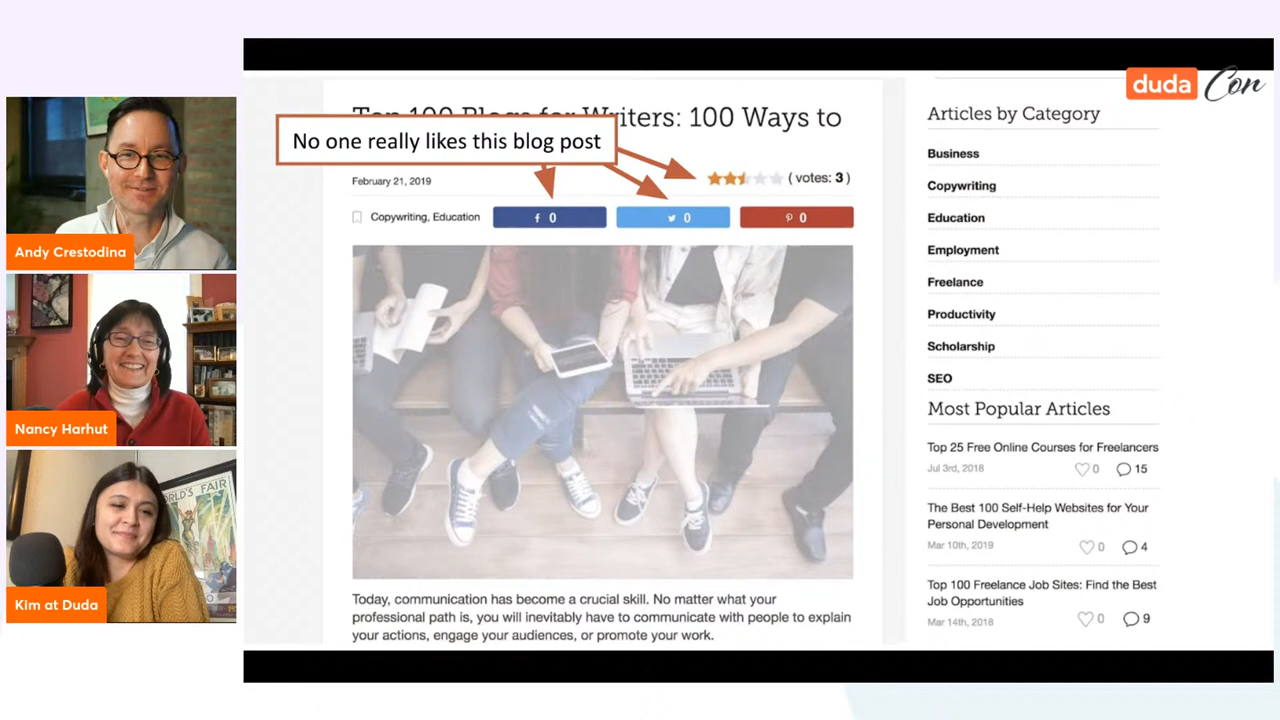 duda Con
Andy Crestodina
Nancy Harhut
WORLD'S FAIR
Kim at Duda
Top 100 Blogs for Writers: 100 Ways to
No one really likes this blog post
February 21, 2019
( votes: 3 )
Copywriting, Education
f 0
0
0
Today, communication has become a crucial skill. No matter what your
professional path is, you will inevitably have to communicate with people to explain
your actions, engage your audiences, or promote your work.
Articles by Category
Business
Copywriting
Education
Employment
Freelance
Productivity
Scholarship
SEO
Most Popular Articles
Top 25 Free Online Courses for Freelancers
Jul 3rd, 2018
0
15
The Best 100 Self-Help Websites for Your
Personal Development
Mar 10th, 2019
0
4
Top 100 Freelance Job Sites: Find the Best
Job Opportunities
Mar 14th, 2018
0
9